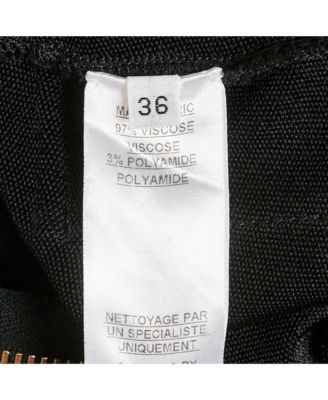 36
97% VISCOSE
VISCOSE
3% POLYAMIDE
POLYAMIDE
NETTOYAGE PAR
UN SPECIALISTE
UNIQUEMENT